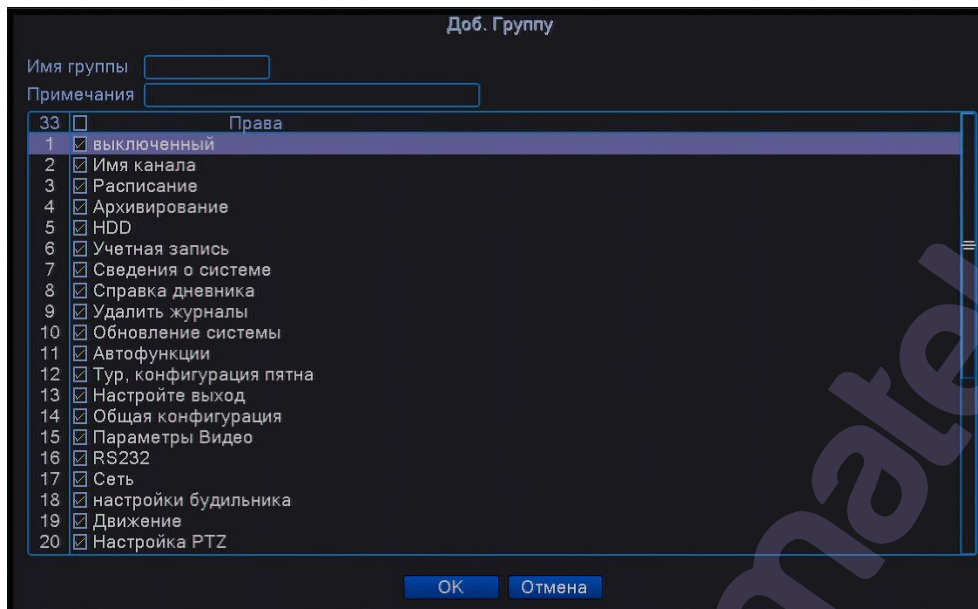 Доб. Группу
Имя группы
Примечания
33 Права
1 выключенный
2 Имя канала
3 Расписание
4 Архивирование
5 HDD
6 Учетная запись
7 Сведения о системе
8 Справка дневника
9 Удалить журналы
10 Обновление системы
11 Автофункции
12 Тур, конфигурация пятна
13 Настройте выход
14 Общая конфигурация
15 Параметры Видео
16 RS232
17 Сеть
18 настройки будильника
19 Движение
20 Настройка PTZ
OK Отмена